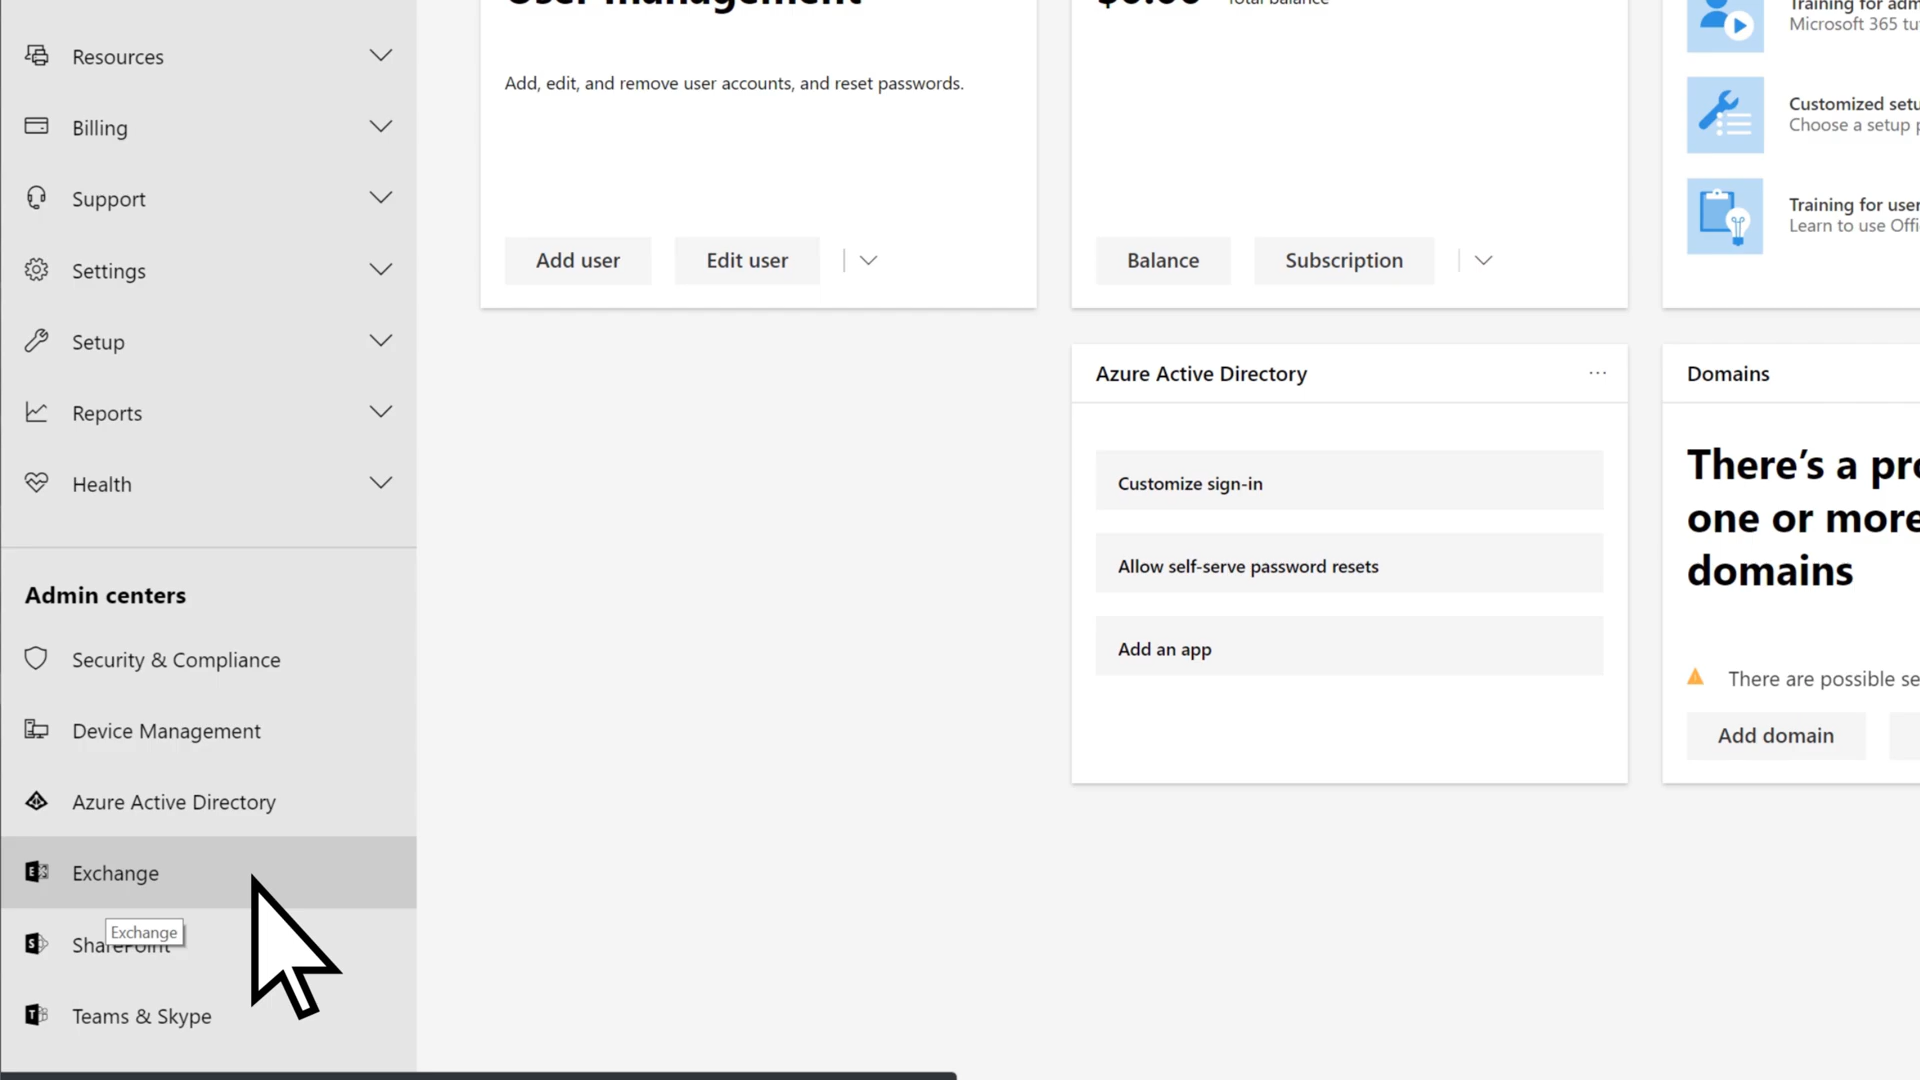 Resources
Billing
Support
Settings
Setup
Reports
Health
Admin centers
Security & Compliance
Device Management
Azure Active Directory
Exchange
Exchange
SharePoint
Teams & Skype
User management
Add, edit, and remove user accounts, and reset passwords.
Add user
Edit user
Total balance
Balance
Subscription
Azure Active Directory
Customize sign-in
Allow self-serve password resets
Add an app
Training for adm
Microsoft 365 tu
Customized setu
Choose a setup p
Training for user
Learn to use Offi
Domains
There's a pro
one or more
domains
There are possible se
Add domain